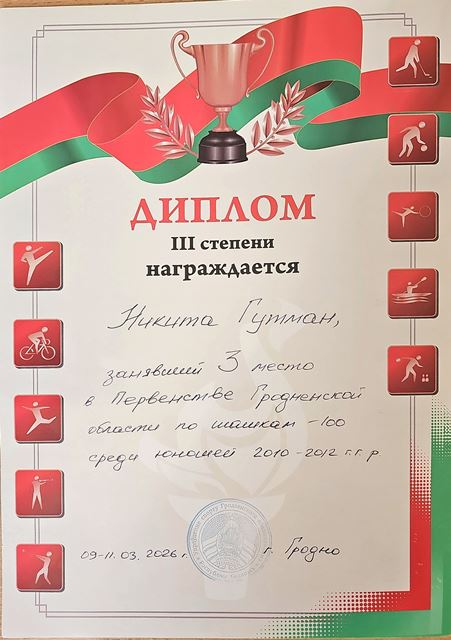 ДИПЛОМ
III степени
награждается
Никита Гутман,
занявший 3 место
в Первенстве Гродненской
области по шашкам -100
среди юношей 2010-2012 г.г.р.
09-11.03.2026 г. г. Гродно